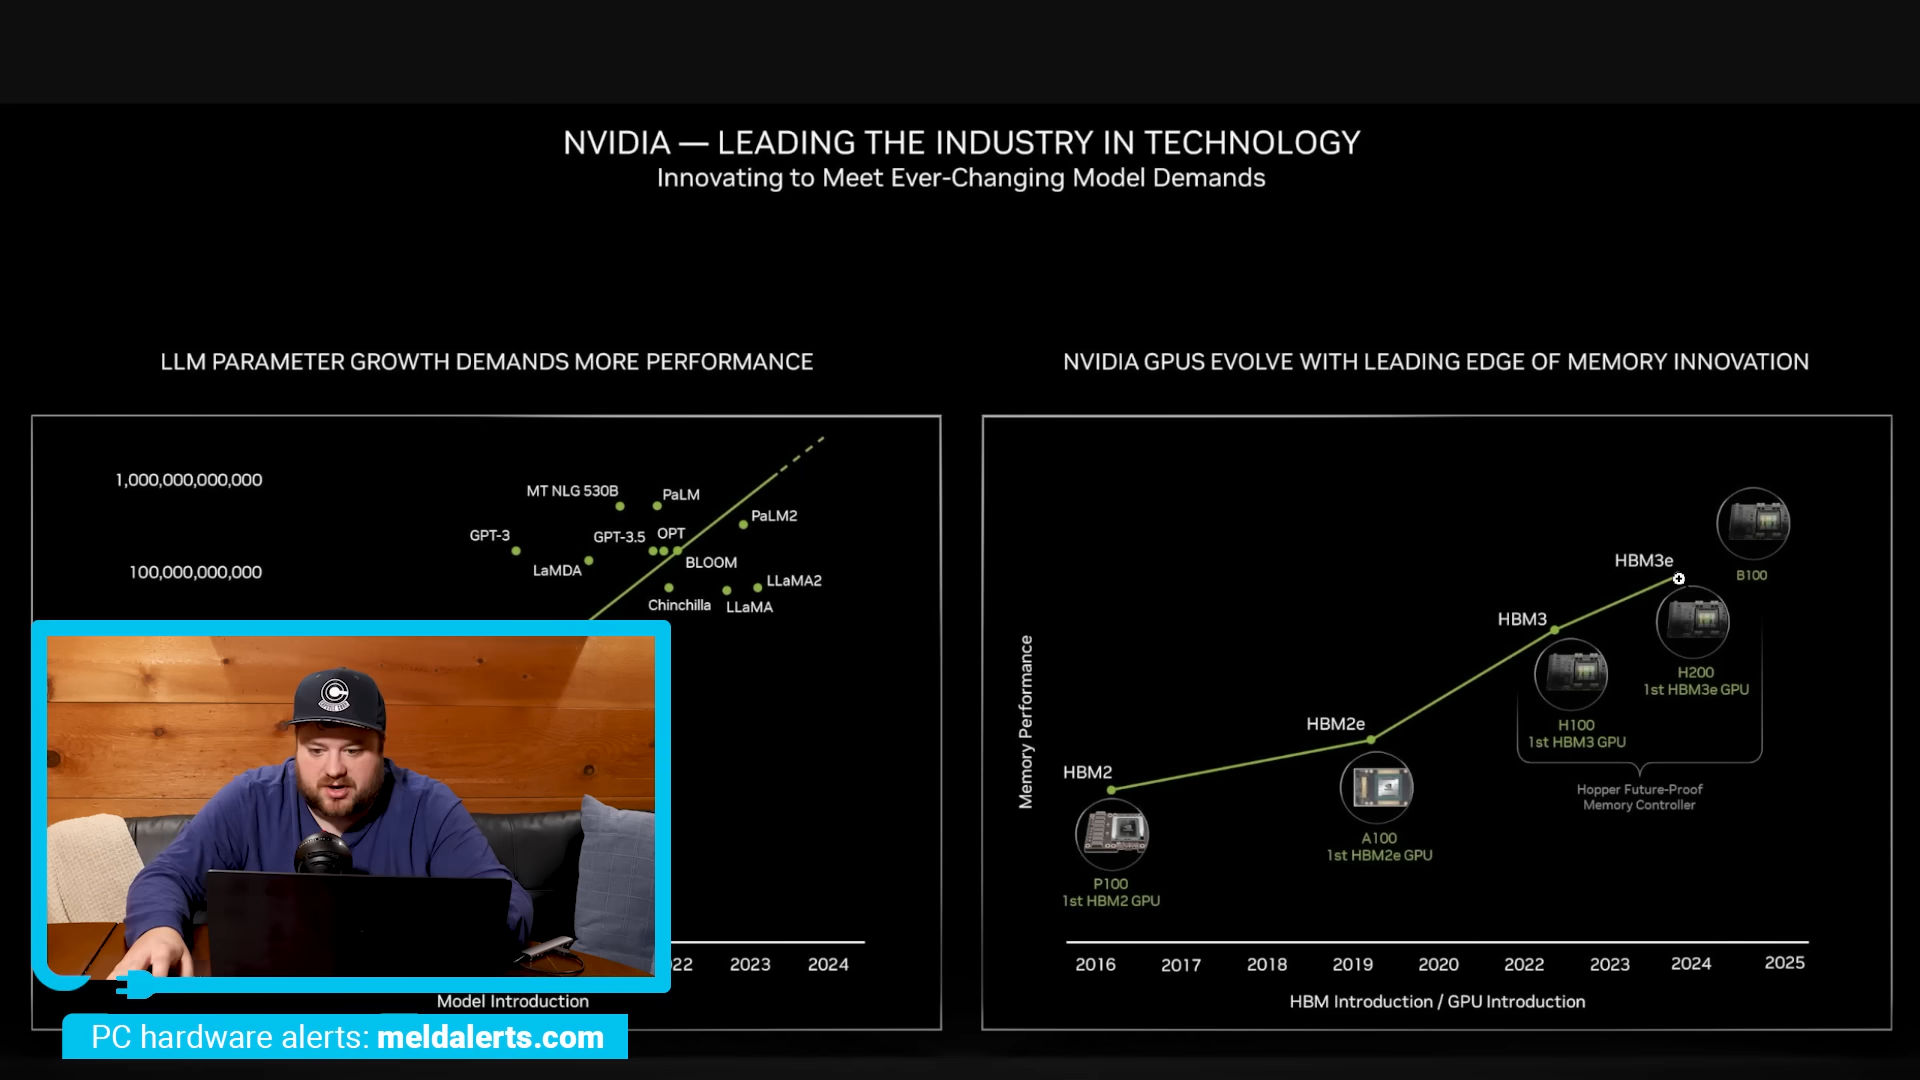 NVIDIA — LEADING THE INDUSTRY IN TECHNOLOGY
Innovating to Meet Ever-Changing Model Demands
LLM PARAMETER GROWTH DEMANDS MORE PERFORMANCE
1,000,000,000,000
100,000,000,000
MT NLG 530B
PaLM
PaLM2
GPT-3
GPT-3.5
OPT
LaMDA
BLOOM
LLaMA2
Chinchilla
LLaMA
22
2023
2024
Model Introduction
NVIDIA GPUS EVOLVE WITH LEADING EDGE OF MEMORY INNOVATION
Memory Performance
HBM2
P100
1st HBM2 GPU
HBM2e
A100
1st HBM2e GPU
HBM3
H100
1st HBM3 GPU
HBM3e
H200
1st HBM3e GPU
B100
Hopper Future-Proof
Memory Controller
2016
2017
2018
2019
2020
2022
2023
2024
2025
HBM Introduction / GPU Introduction
PC hardware alerts: meldalerts.com